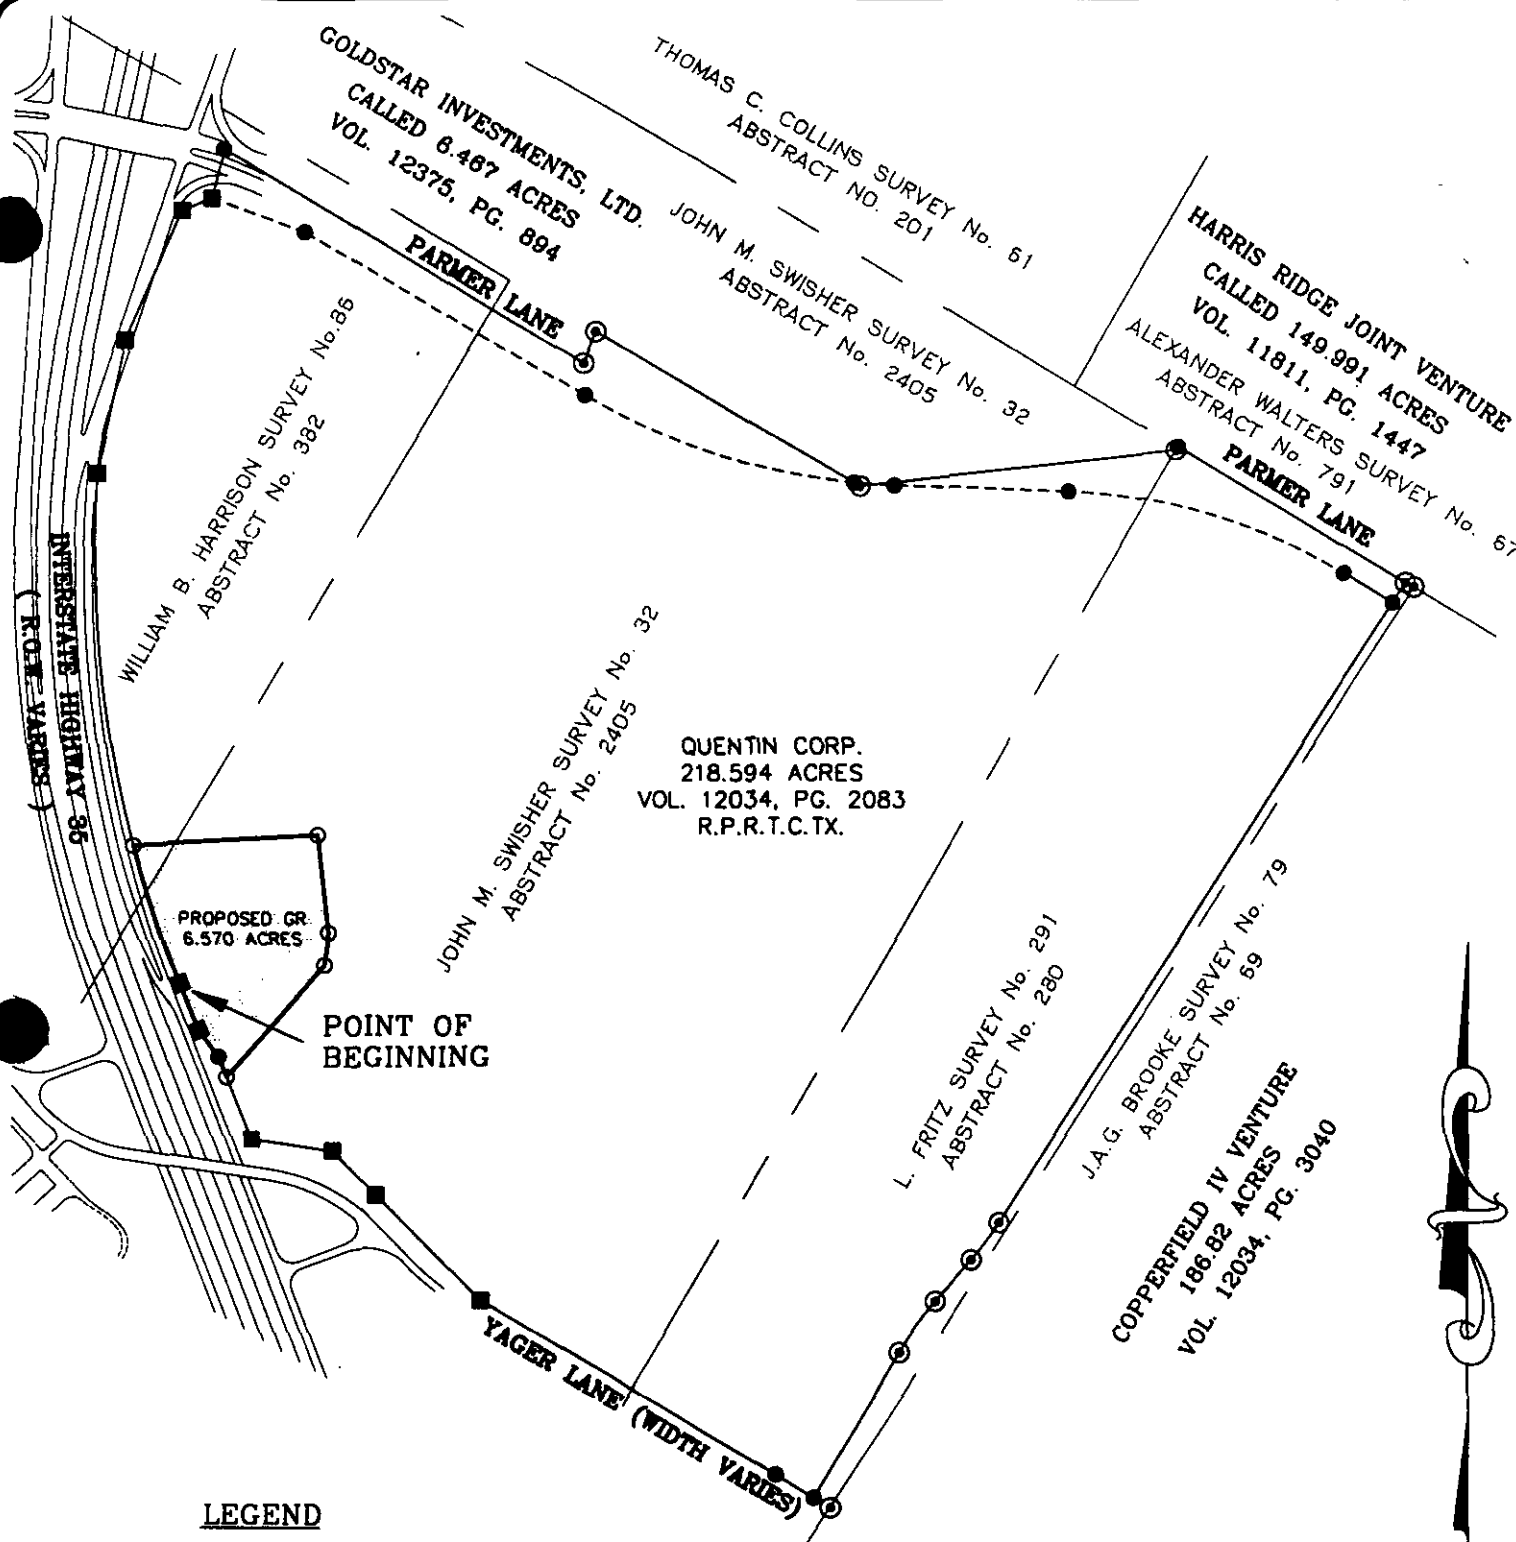 GOLDSTAR INVESTMENTS, LTD.
CALLED 6.467 ACRES
VOL. 12375, PG. 894
THOMAS C. COLLINS SURVEY No. 61
ABSTRACT NO. 201
JOHN M. SWISHER SURVEY No. 32
ABSTRACT No. 2405
HARRIS RIDGE JOINT VENTURE
CALLED 149.991 ACRES
VOL. 11811, PG. 1447
ALEXANDER WALTERS SURVEY No. 67
ABSTRACT No. 791
PARMER LANE
PARMER LANE
WILLIAM B. HARRISON SURVEY No.86
ABSTRACT No. 382
INTERSTATE HIGHWAY 35
( R.O.W. VARIES )
JOHN M. SWISHER SURVEY No. 32
ABSTRACT No. 2405
QUENTIN CORP.
218.594 ACRES
VOL. 12034, PG. 2083
R.P.R.T.C.TX.
PROPOSED GR
6.570 ACRES
POINT OF
BEGINNING
L. FRITZ SURVEY No. 291
ABSTRACT No. 280
J.A.G. BROOKE SURVEY No. 79
ABSTRACT No. 69
COPPERFIELD IV VENTURE
186.82 ACRES
VOL. 12034, PG. 3040
YAGER LANE (WIDTH VARIES)
LEGEND